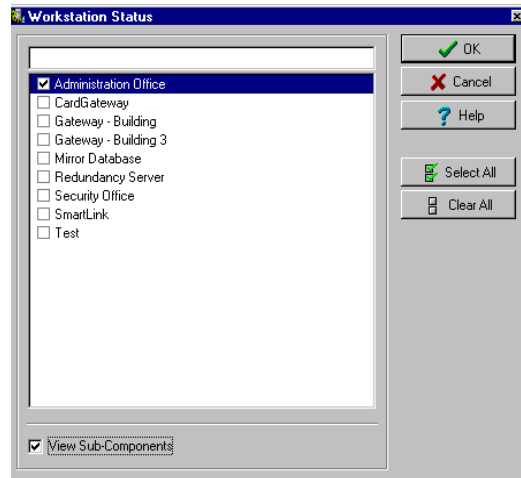 Workstation Status
OK
Administration Office
Cancel
CardGateway
Gateway - Building
Help
Gateway - Building 3
Mirror Database
Redundancy Server
Select All
Security Office
SmartLink
Clear All
Test
View Sub-Components